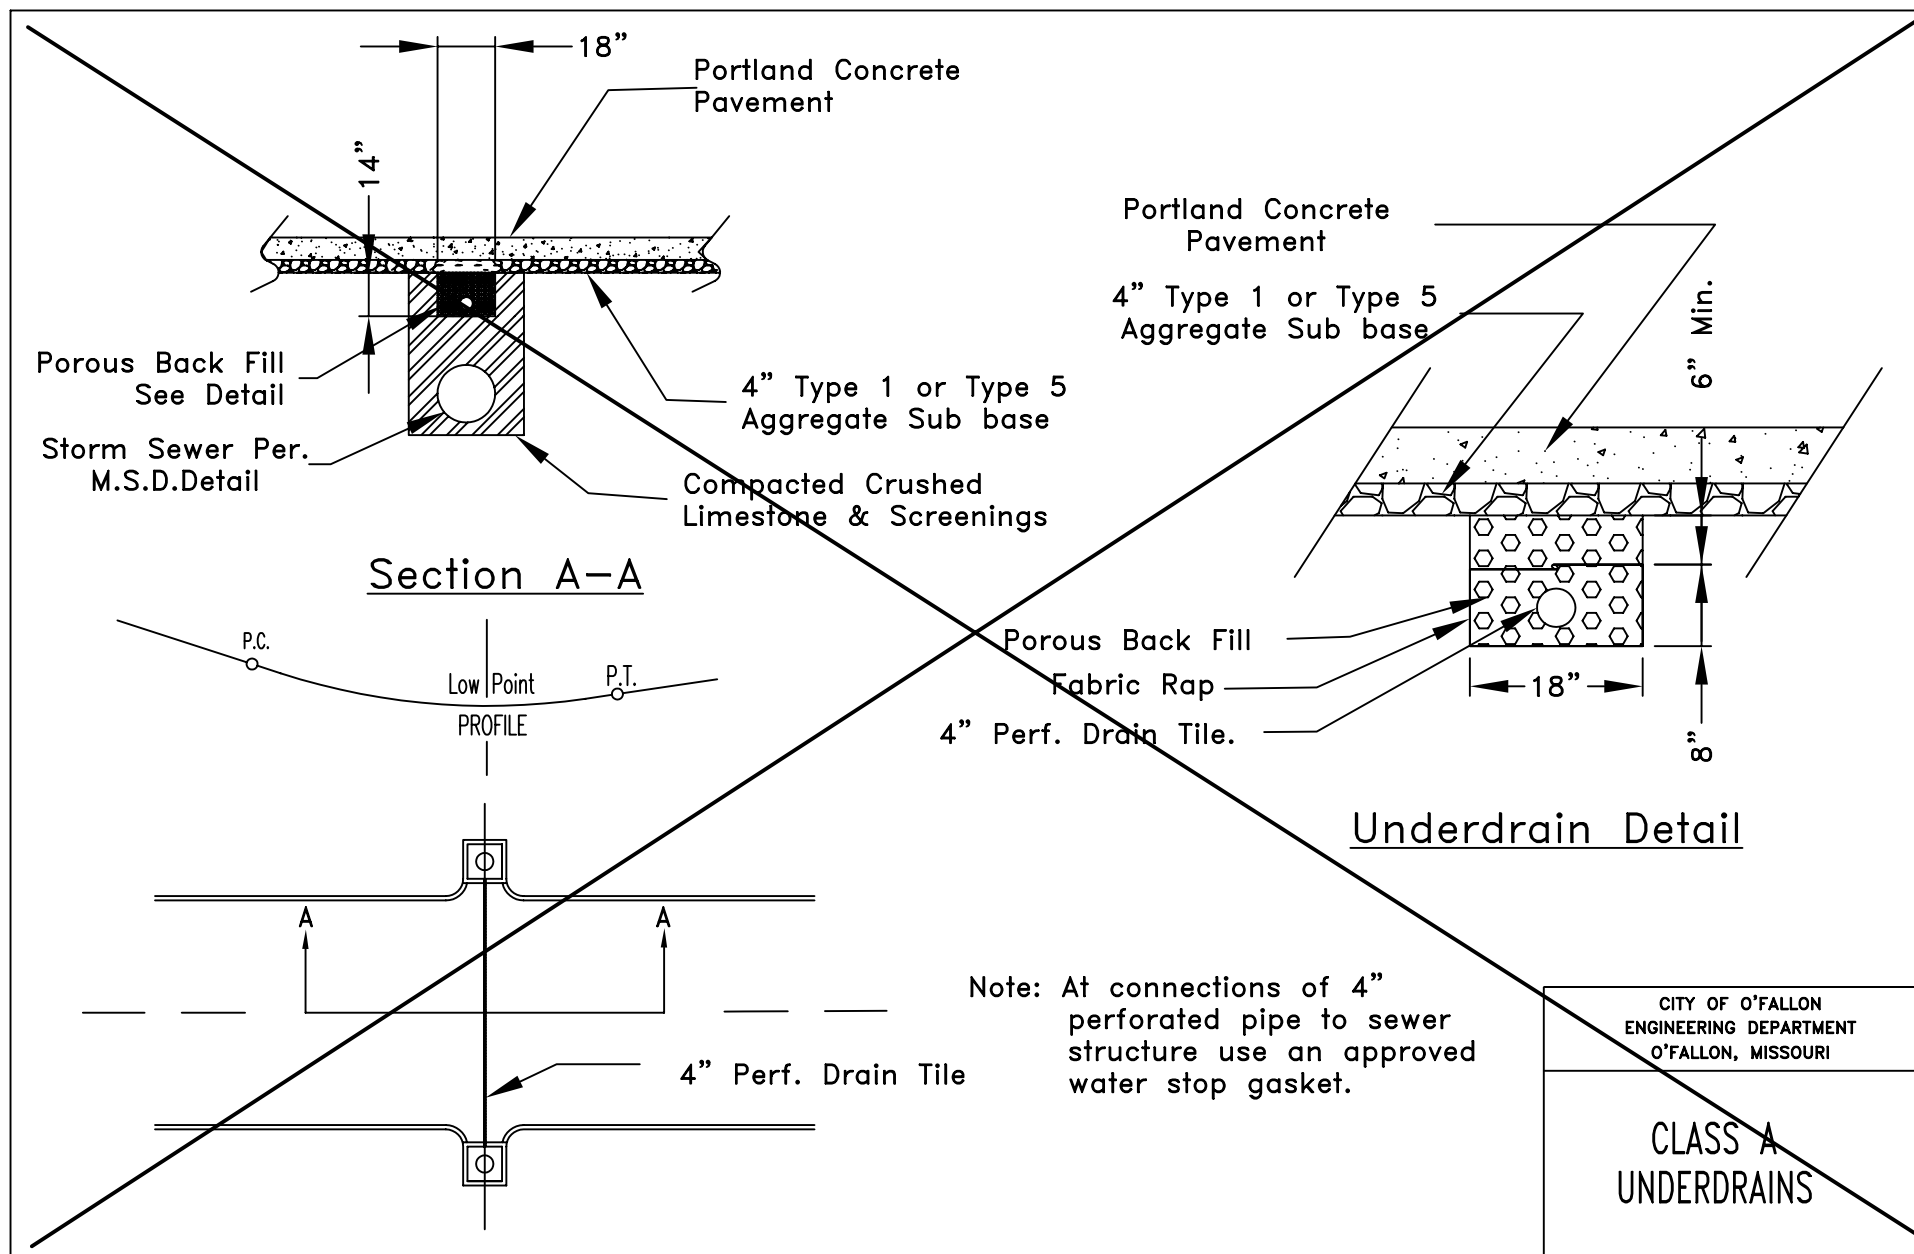 18”
Portland Concrete
Pavement
14”
Porous Back Fill
See Detail
Storm Sewer Per.
M.S.D.Detail
4” Type 1 or Type 5
Aggregate Sub base
Compacted Crushed
Limestone & Screenings
Section A-A
P.C.
Low Point
P.T.
PROFILE
A
A
4” Perf. Drain Tile
Portland Concrete
Pavement
4” Type 1 or Type 5
Aggregate Sub base
6” Min.
Porous Back Fill
Fabric Rap
4” Perf. Drain Tile.
18”
8”
Underdrain Detail
Note: At connections of 4”
perforated pipe to sewer
structure use an approved
water stop gasket.
CITY OF O'FALLON
ENGINEERING DEPARTMENT
O'FALLON, MISSOURI
CLASS A
UNDERDRAINS